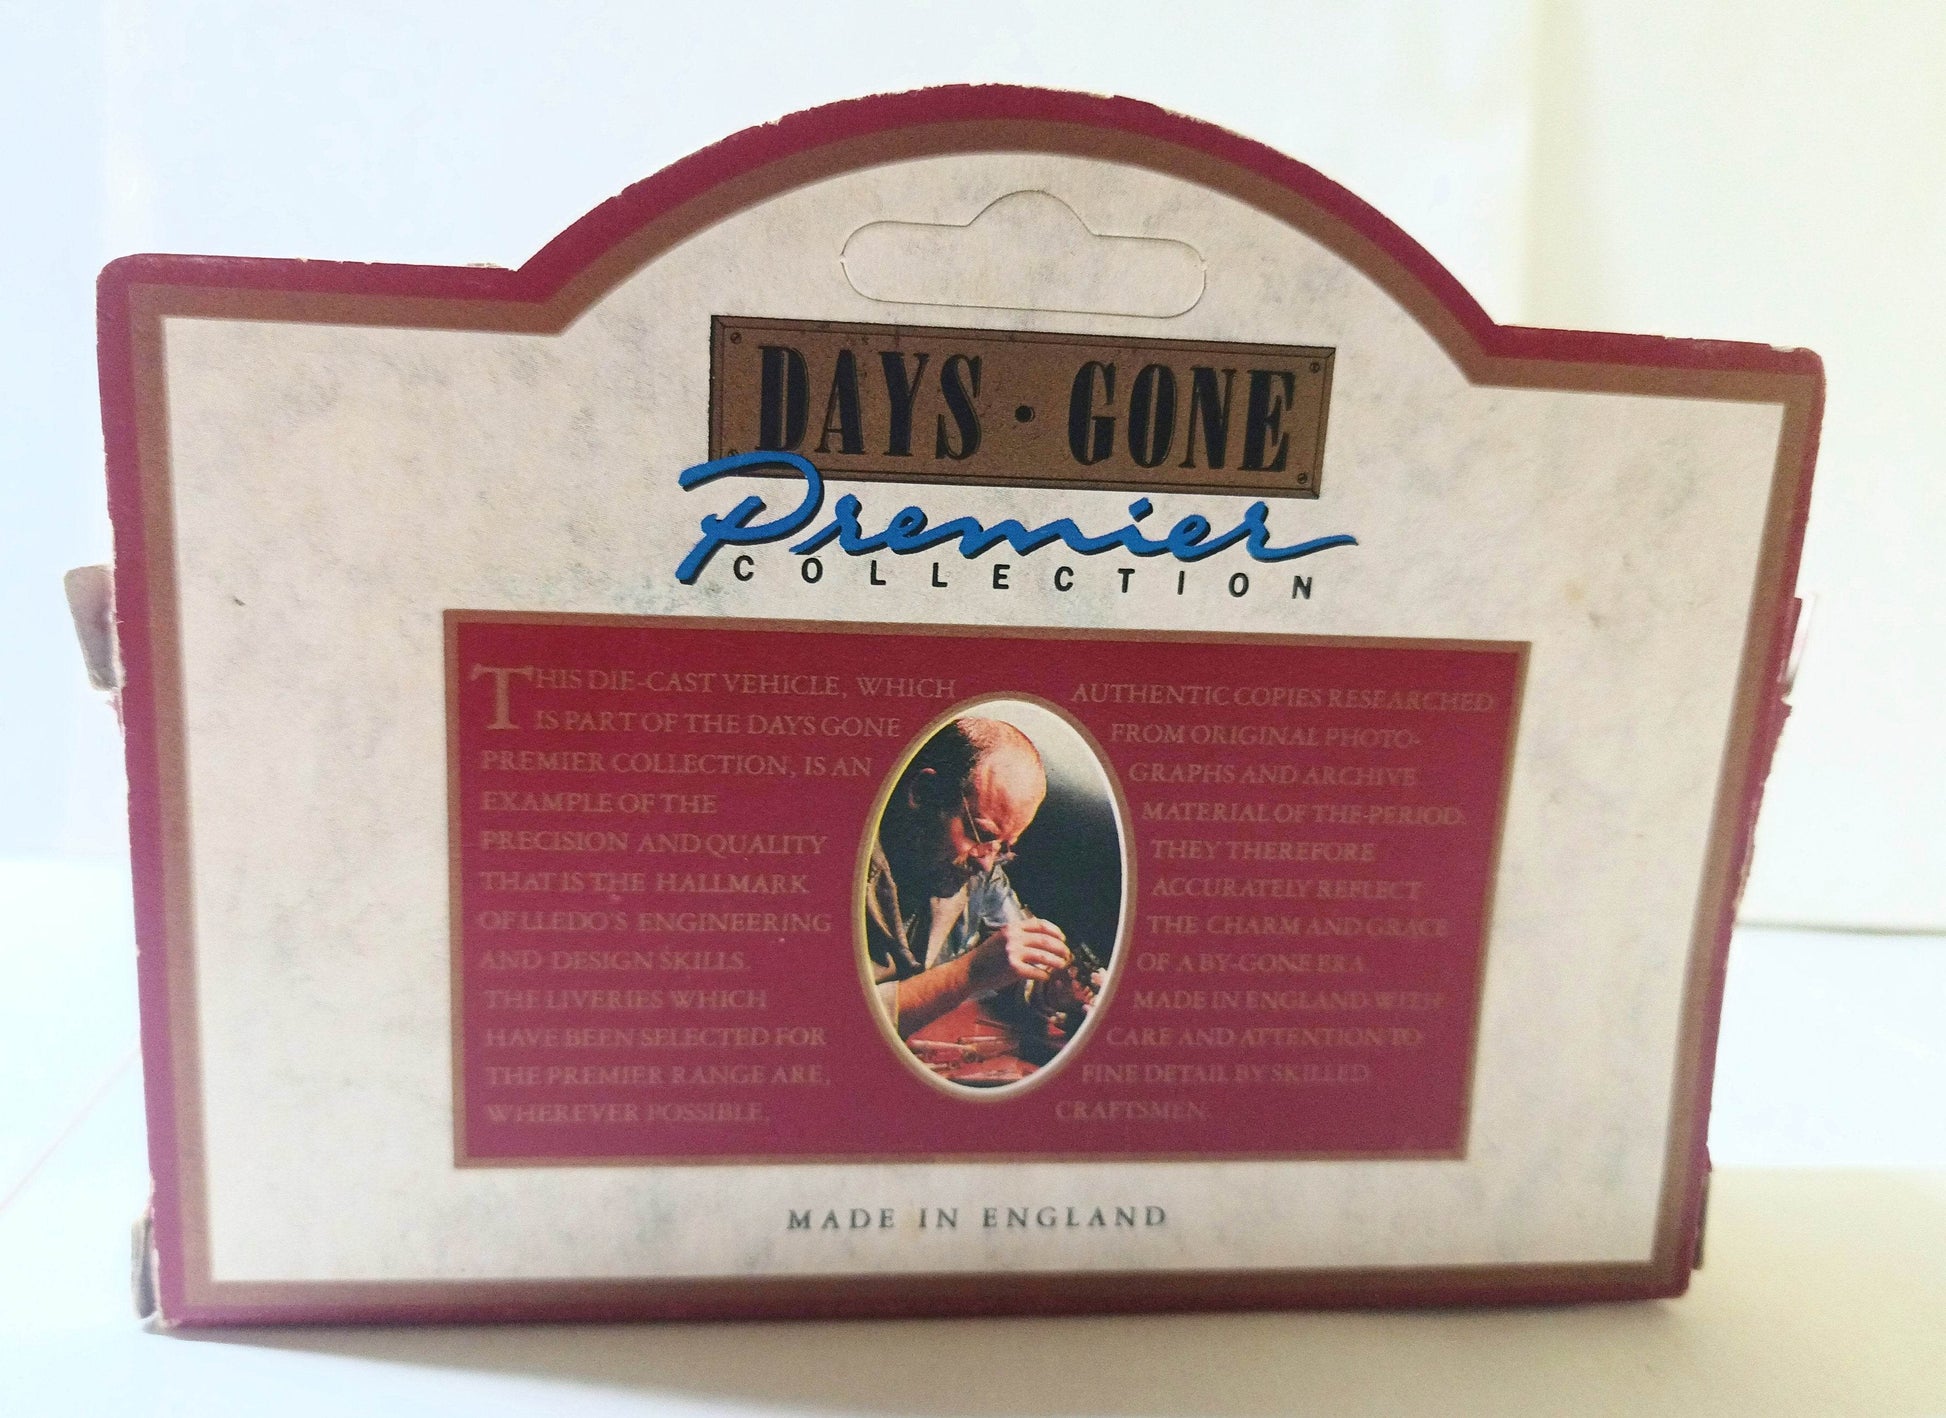 DAYS · GONE
Premier
COLLECTION
THIS DIE-CAST VEHICLE, WHICH
IS PART OF THE DAYS GONE
PREMIER COLLECTION, IS AN
EXAMPLE OF THE
PRECISION AND QUALITY
THAT IS THE HALLMARK
OF LLEDO'S ENGINEERING
AND DESIGN SKILLS.
THE LIVERIES WHICH
HAVE BEEN SELECTED FOR
THE PREMIER RANGE ARE,
WHEREVER POSSIBLE,
AUTHENTIC COPIES RESEARCHED
FROM ORIGINAL PHOTO-
GRAPHS AND ARCHIVE
MATERIAL OF THE PERIOD.
THEY THEREFORE
ACCURATELY REFLECT
THE CHARM AND GRACE
OF A BY-GONE ERA.
MADE IN ENGLAND WITH
CARE AND ATTENTION TO
FINE DETAIL BY SKILLED
CRAFTSMEN.
MADE IN ENGLAND